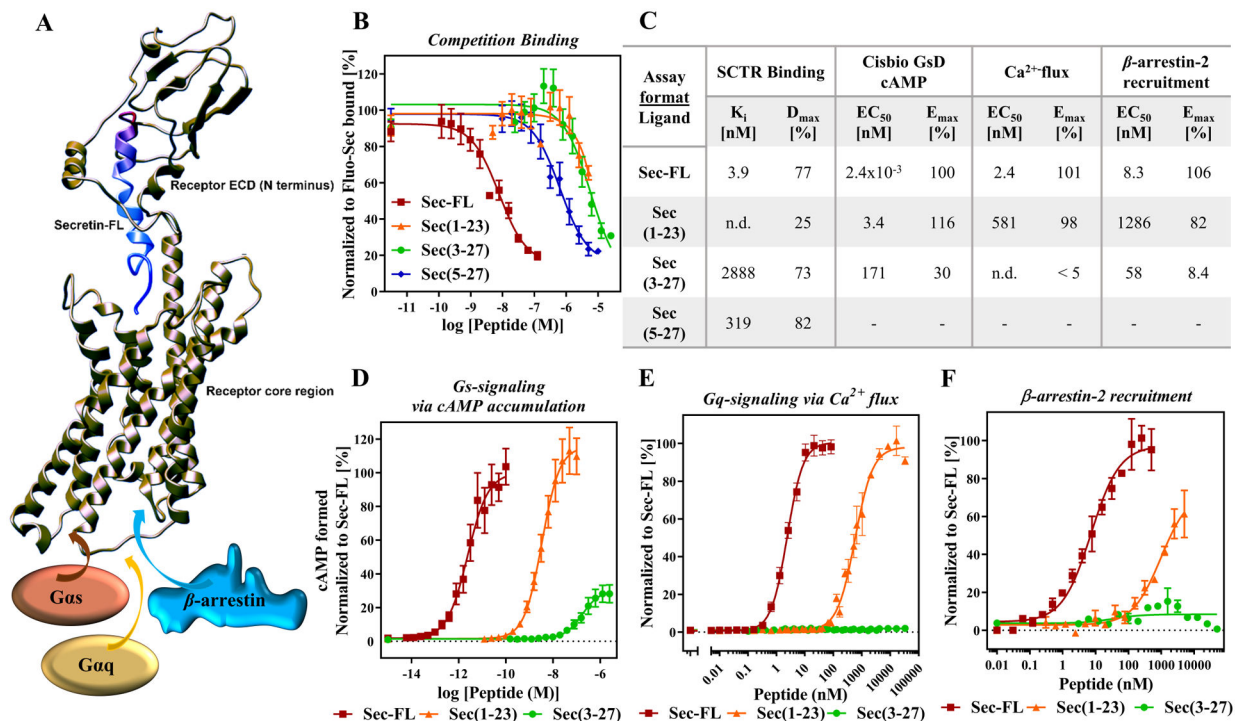 A
Receptor ECD (N terminus)
Secretin-FL
Receptor core region
Gαs
β-arrestin
Gαq
B
Competition Binding
Normalized to Fluo-Sec bound [%]
120
100
80
60
40
20
0
Sec-FL
Sec(1-23)
Sec(3-27)
Sec(5-27)
-11 -10 -9 -8 -7 -6 -5
log [Peptide (M)]
C
Assay format Ligand | SCTR Binding | Cisbio GsD cAMP | Ca²⁺-flux | β-arrestin-2 recruitment
Kᵢ [nM] | Dmax [%] | EC₅₀ [nM] | Emax [%] | EC₅₀ [nM] | Emax [%] | EC₅₀ [nM] | Emax [%]
Sec-FL | 3.9 | 77 | 2.4x10⁻³ | 100 | 2.4 | 101 | 8.3 | 106
Sec (1-23) | n.d. | 25 | 3.4 | 116 | 581 | 98 | 1286 | 82
Sec (3-27) | 2888 | 73 | 171 | 30 | n.d. | < 5 | 58 | 8.4
Sec (5-27) | 319 | 82 | - | - | - | - | - | -
D
Gs-signaling
via cAMP accumulation
cAMP formed
Normalized to Sec-FL [%]
120
100
80
60
40
20
0
-14 -12 -10 -8 -6
log [Peptide (M)]
Sec-FL Sec(1-23) Sec(3-27)
E
Gq-signaling via Ca²⁺ flux
Normalized to Sec-FL [%]
100
80
60
40
20
0
0.01 0.1 1 10 100 1000 10000 100000
Peptide (nM)
Sec-FL Sec(1-23) Sec(3-27)
F
β-arrestin-2 recruitment
Normalized to Sec-FL [%]
100
80
60
40
20
0
0.01 0.1 1 10 100 1000 10000
Peptide (nM)
Sec-FL Sec(1-23) Sec(3-27)